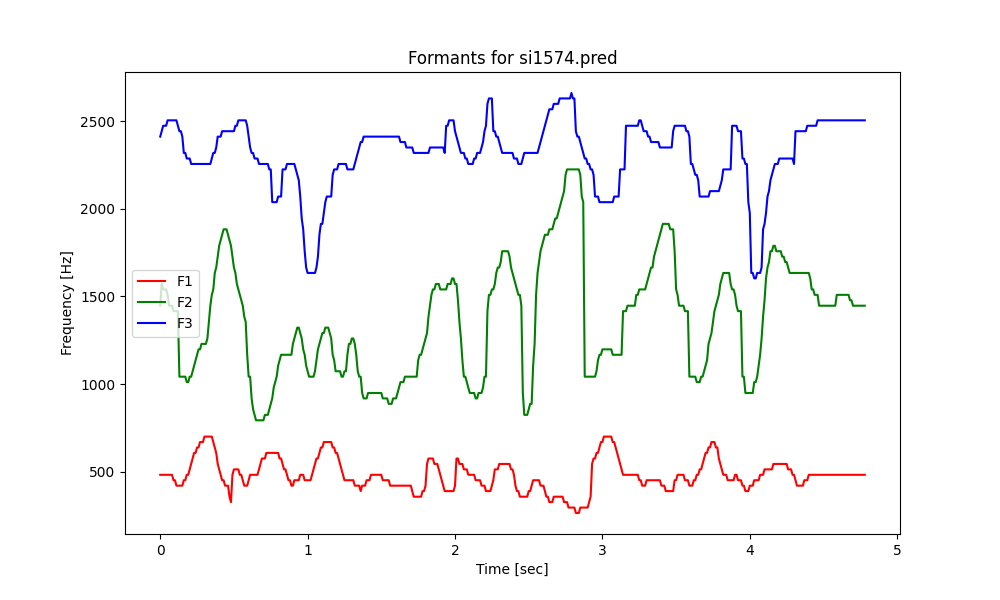 Formants for si1574.pred
Frequency [Hz]
2500
2000
1500
1000
500
F1
F2
F3
0 1 2 3 4 5
Time [sec]